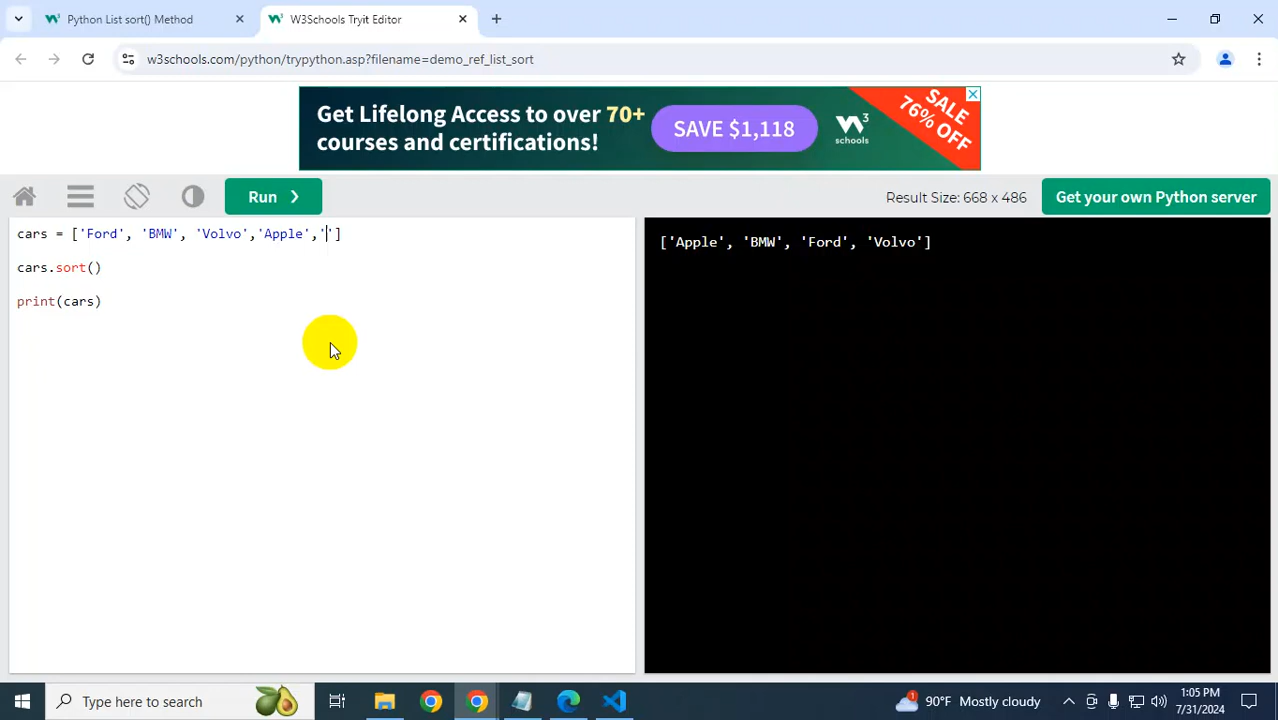 Python List sort() Method
W3Schools Tryit Editor
w3schools.com/python/trypython.asp?filename=demo_ref_list_sort
Get Lifelong Access to over 70+
courses and certifications!
SAVE $1,118
W3
schools
SALE
76% OFF
Run ❯
Result Size: 668 x 486
Get your own Python server
cars = ['Ford', 'BMW', 'Volvo','Apple','']
cars.sort()
print(cars)
['Apple', 'BMW', 'Ford', 'Volvo']
Type here to search
1
90°F Mostly cloudy
1:05 PM
7/31/2024